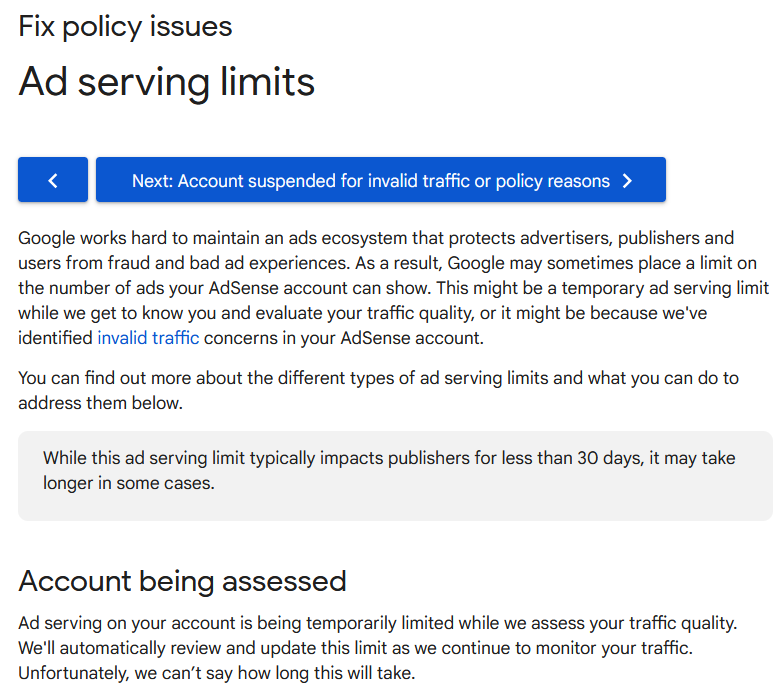 Fix policy issues
Ad serving limits
Next: Account suspended for invalid traffic or policy reasons
Google works hard to maintain an ads ecosystem that protects advertisers, publishers and
users from fraud and bad ad experiences. As a result, Google may sometimes place a limit on
the number of ads your AdSense account can show. This might be a temporary ad serving limit
while we get to know you and evaluate your traffic quality, or it might be because we've
identified invalid traffic concerns in your AdSense account.
You can find out more about the different types of ad serving limits and what you can do to
address them below.
While this ad serving limit typically impacts publishers for less than 30 days, it may take
longer in some cases.
Account being assessed
Ad serving on your account is being temporarily limited while we assess your traffic quality.
We'll automatically review and update this limit as we continue to monitor your traffic.
Unfortunately, we can’t say how long this will take.